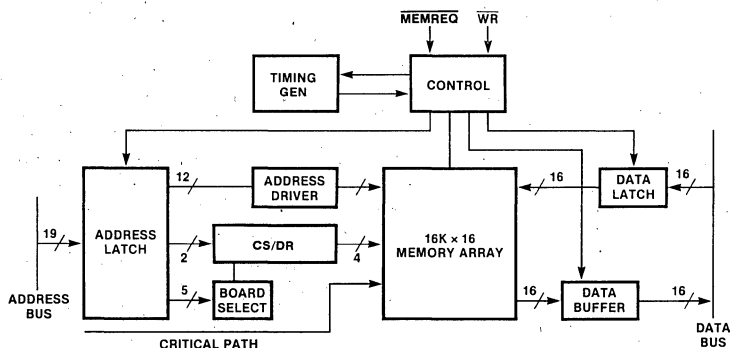 MEMREQ WR
TIMING
GEN
CONTROL
12
ADDRESS
DRIVER
16
DATA
LATCH
16
19
ADDRESS
LATCH
2
CS/DR
4
16K × 16
MEMORY ARRAY
ADDRESS
BUS
5
BOARD
SELECT
16
DATA
BUFFER
16
CRITICAL PATH
DATA
BUS